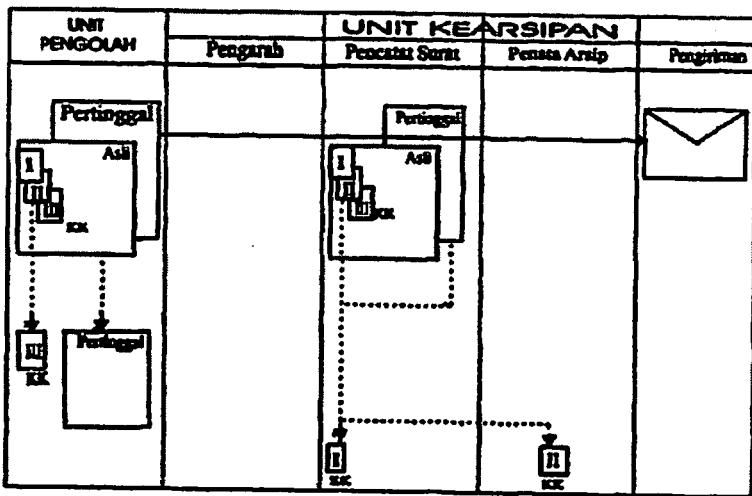 UNIT
PENGOLAH
UNIT KEARSIPAN
Pengarah
Pencatat Surat
Penata Arsip
Pengiriman
Pertinggal
Asli
I
II
III
KK
Pertinggal
Asli
I
II
III
KK
III
KK
Pertinggal
I
KK
II
KK